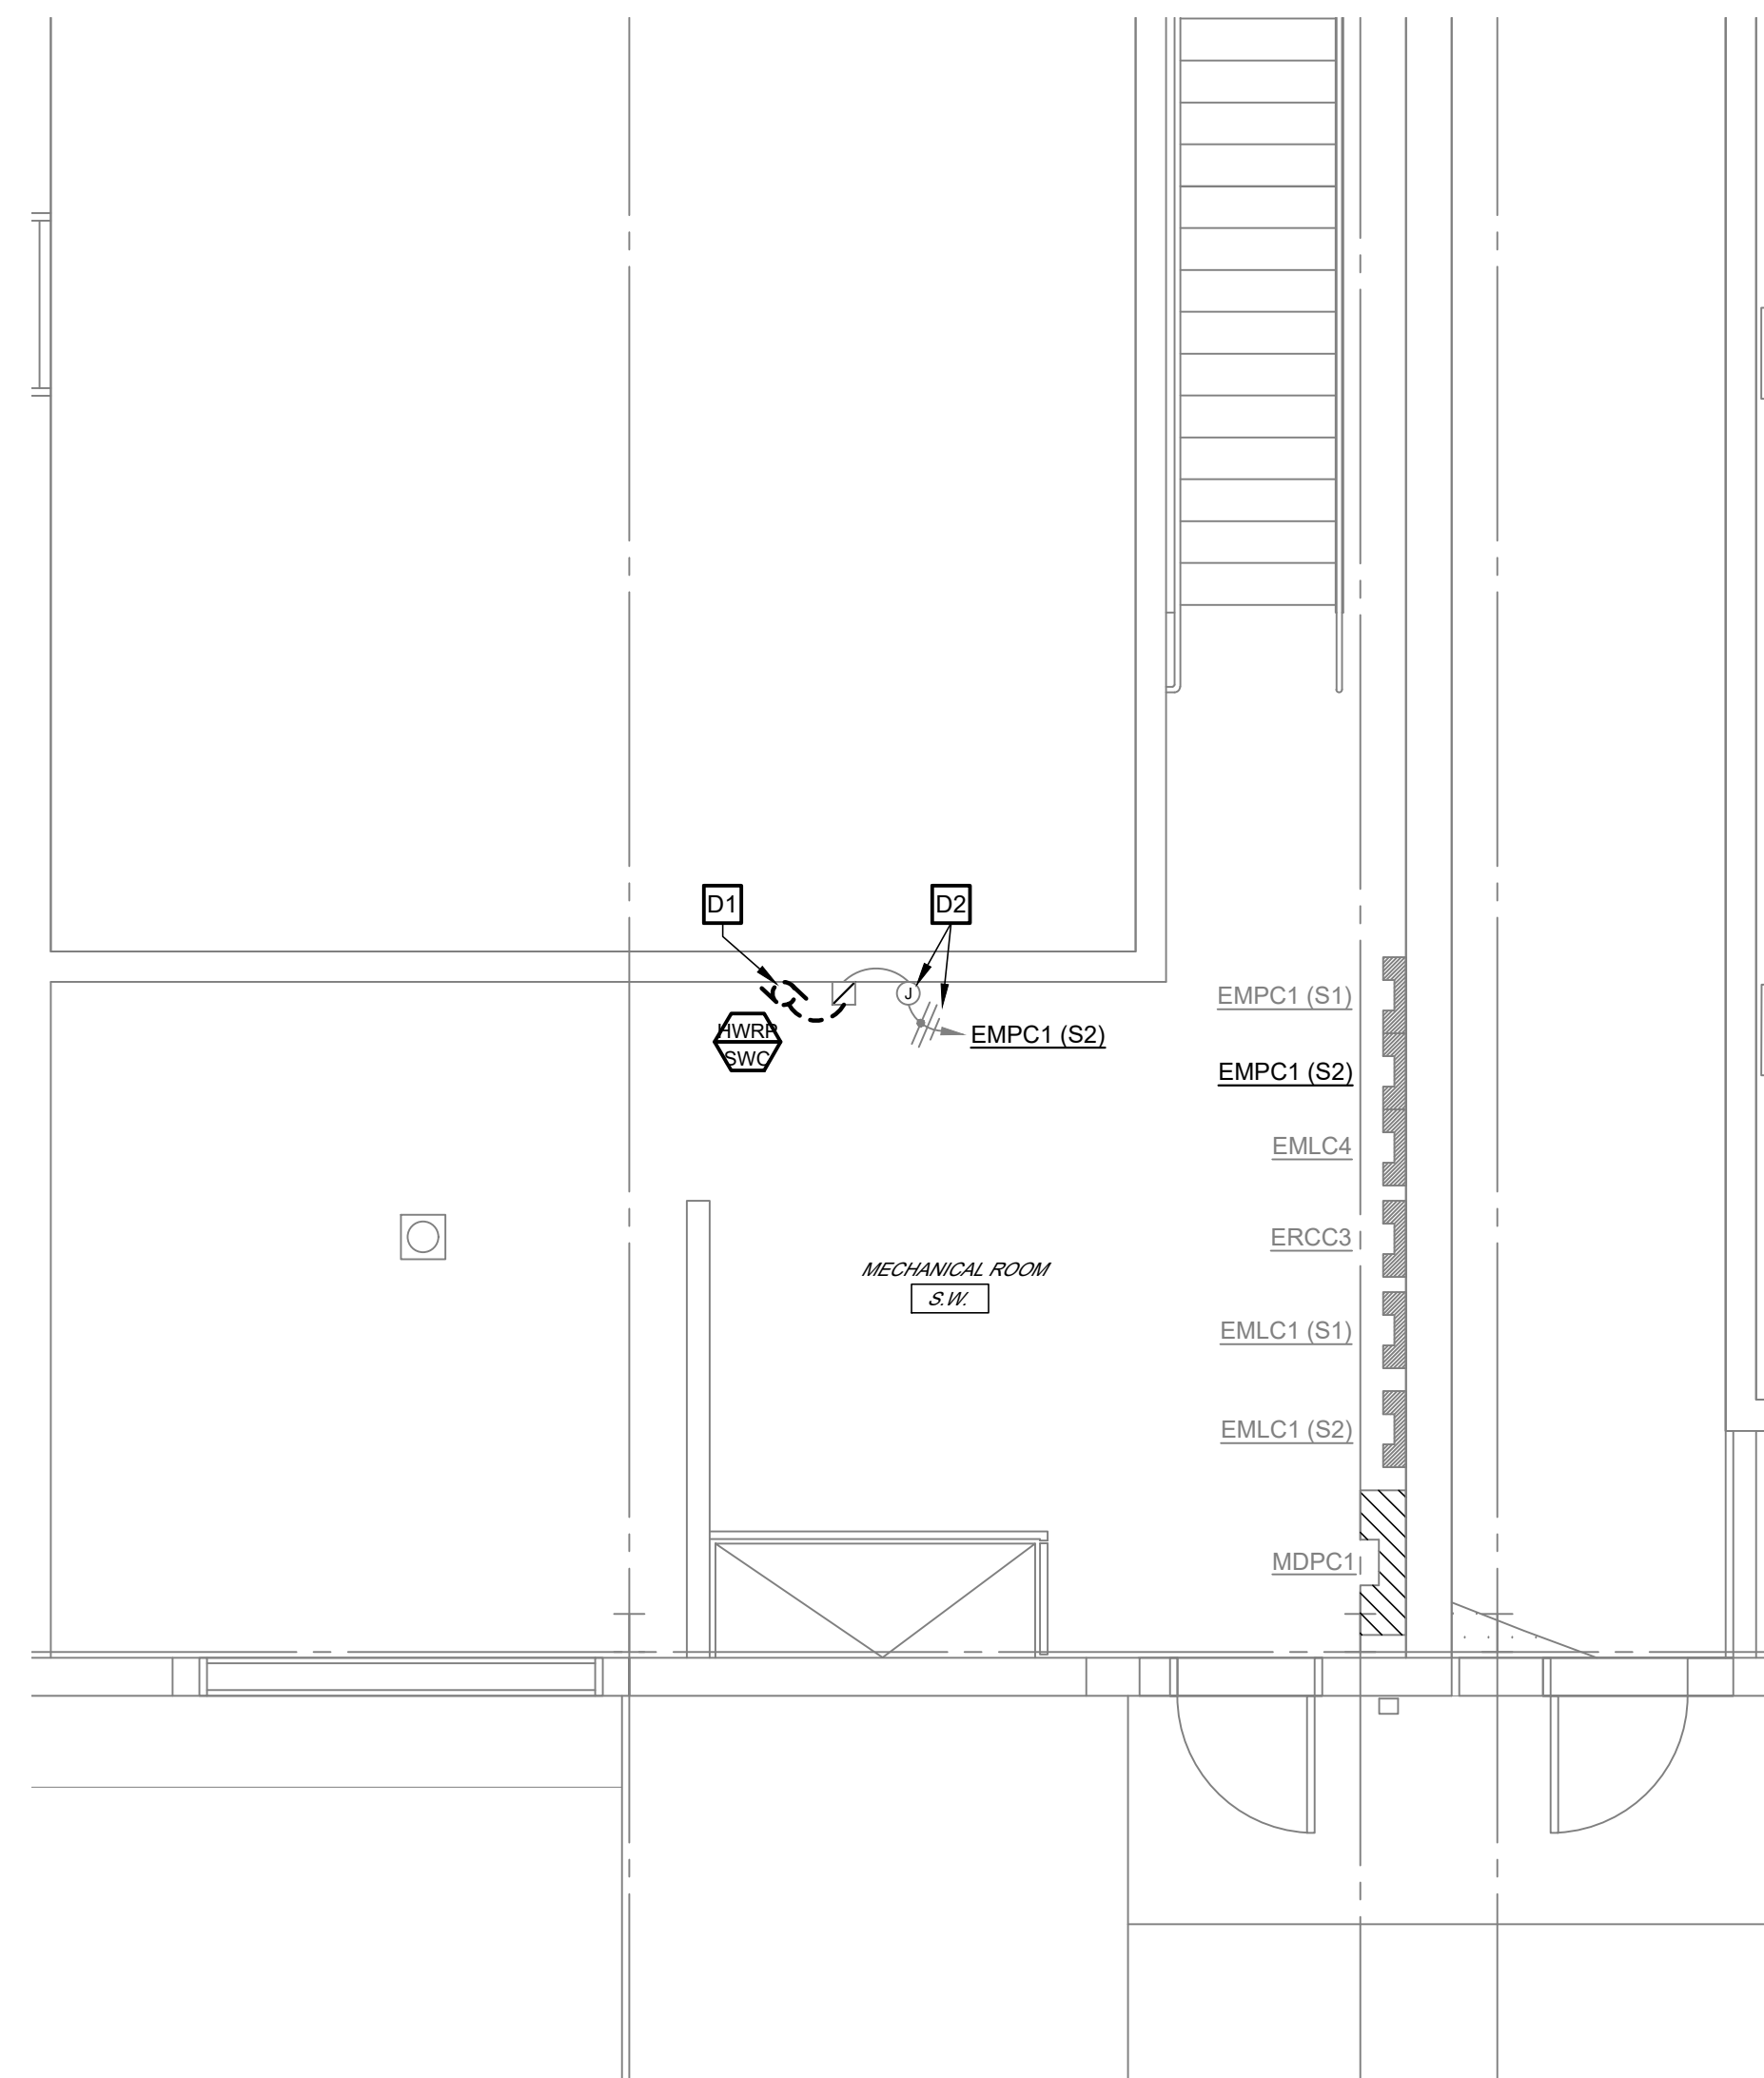 D1
D2
J
HWRP
SWC
EMPC1 (S2)
EMPC1 (S1)
EMPC1 (S2)
EMLC4
ERCC3
MECHANICAL ROOM
S.W.
EMLC1 (S1)
EMLC1 (S2)
MDPC1